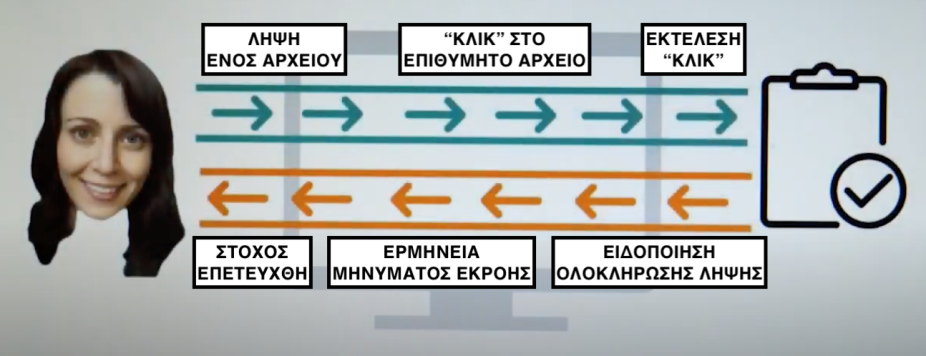 ΛΗΨΗ
ΕΝΟΣ ΑΡΧΕΙΟΥ
“ΚΛΙΚ” ΣΤΟ
ΕΠΙΘΥΜΗΤΟ ΑΡΧΕΙΟ
ΕΚΤΕΛΕΣΗ
“ΚΛΙΚ”
ΣΤΟΧΟΣ
ΕΠΕΤΕΥΧΘΗ
ΕΡΜΗΝΕΙΑ
ΜΗΝΥΜΑΤΟΣ ΕΚΡΟΗΣ
ΕΙΔΟΠΟΙΗΣΗ
ΟΛΟΚΛΗΡΩΣΗΣ ΛΗΨΗΣ